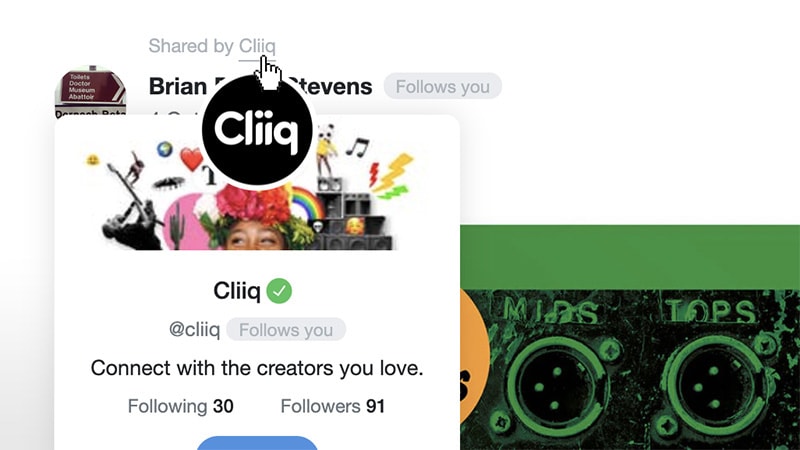 Shared by Cliiq
Toilets
Doctor
Museum
Abattoir
Brian
Stevens
Follows you
Cliiq
Cliiq
@cliiq Follows you
Connect with the creators you love.
Following 30 Followers 91
MIDS TOPS